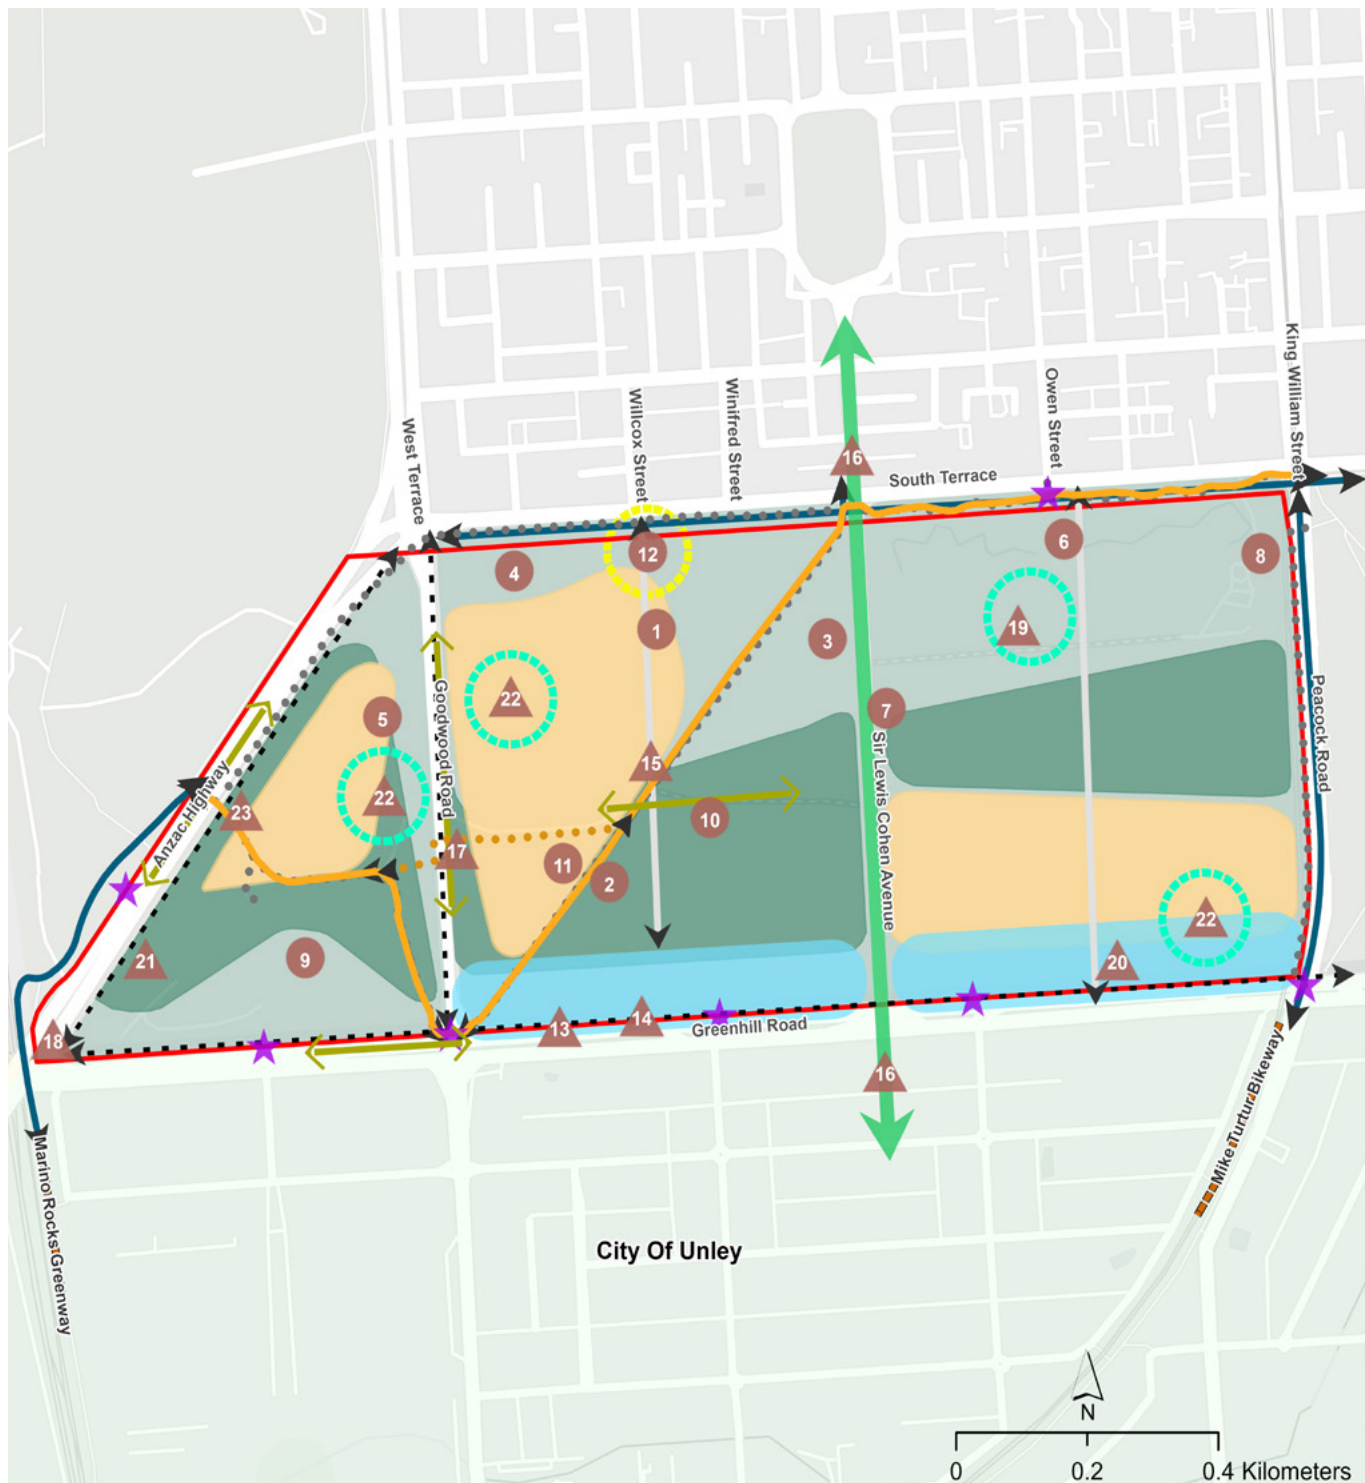 King William Street
Owen Street
Winifred Street
Willcox Street
West Terrace
16
South Terrace
12
6
8
4
1
19
3
22
5
7
Goodwood Road
Sir Lewis Cohen Avenue
Peacock Road
15
22
23
Anzac Highway
10
17
11
2
22
9
21
20
14
13
18
Greenhill Road
16
Mike Turtur Bikeway
Marino Rocks Greenway
City Of Unley
N
0 0.2 0.4 Kilometers